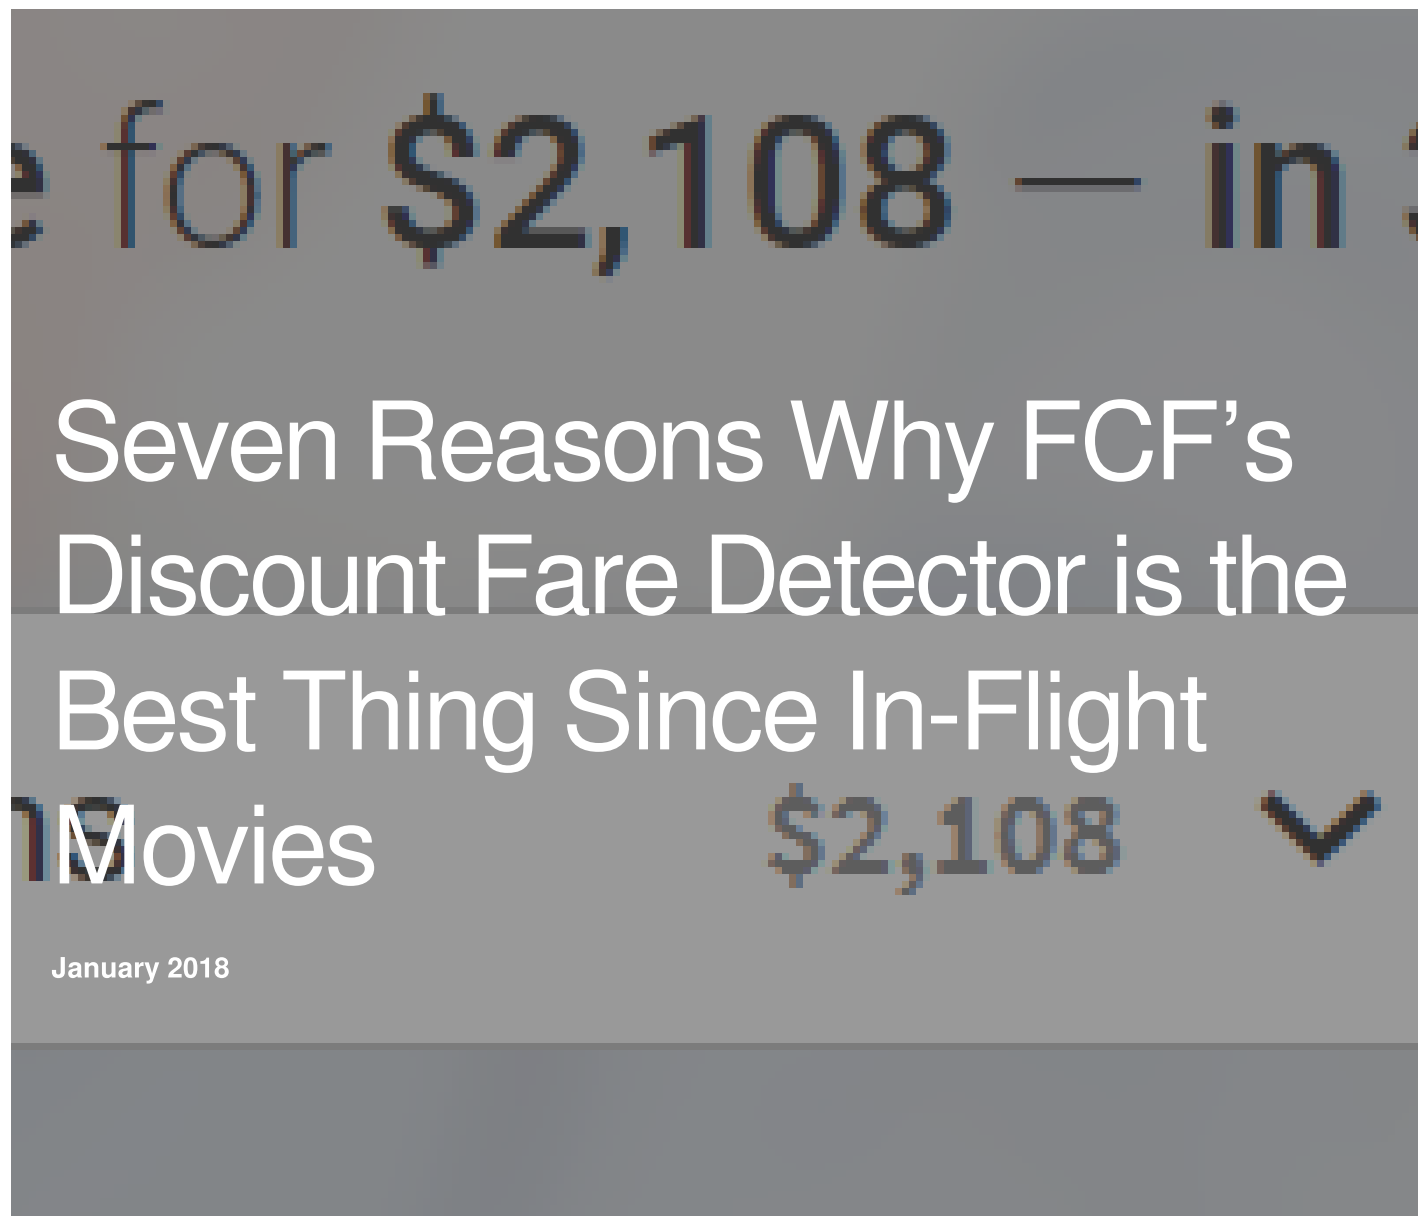 for $2,108 — in
Seven Reasons Why FCF’s
Discount Fare Detector is the
Best Thing Since In-Flight
Movies
$2,108
January 2018